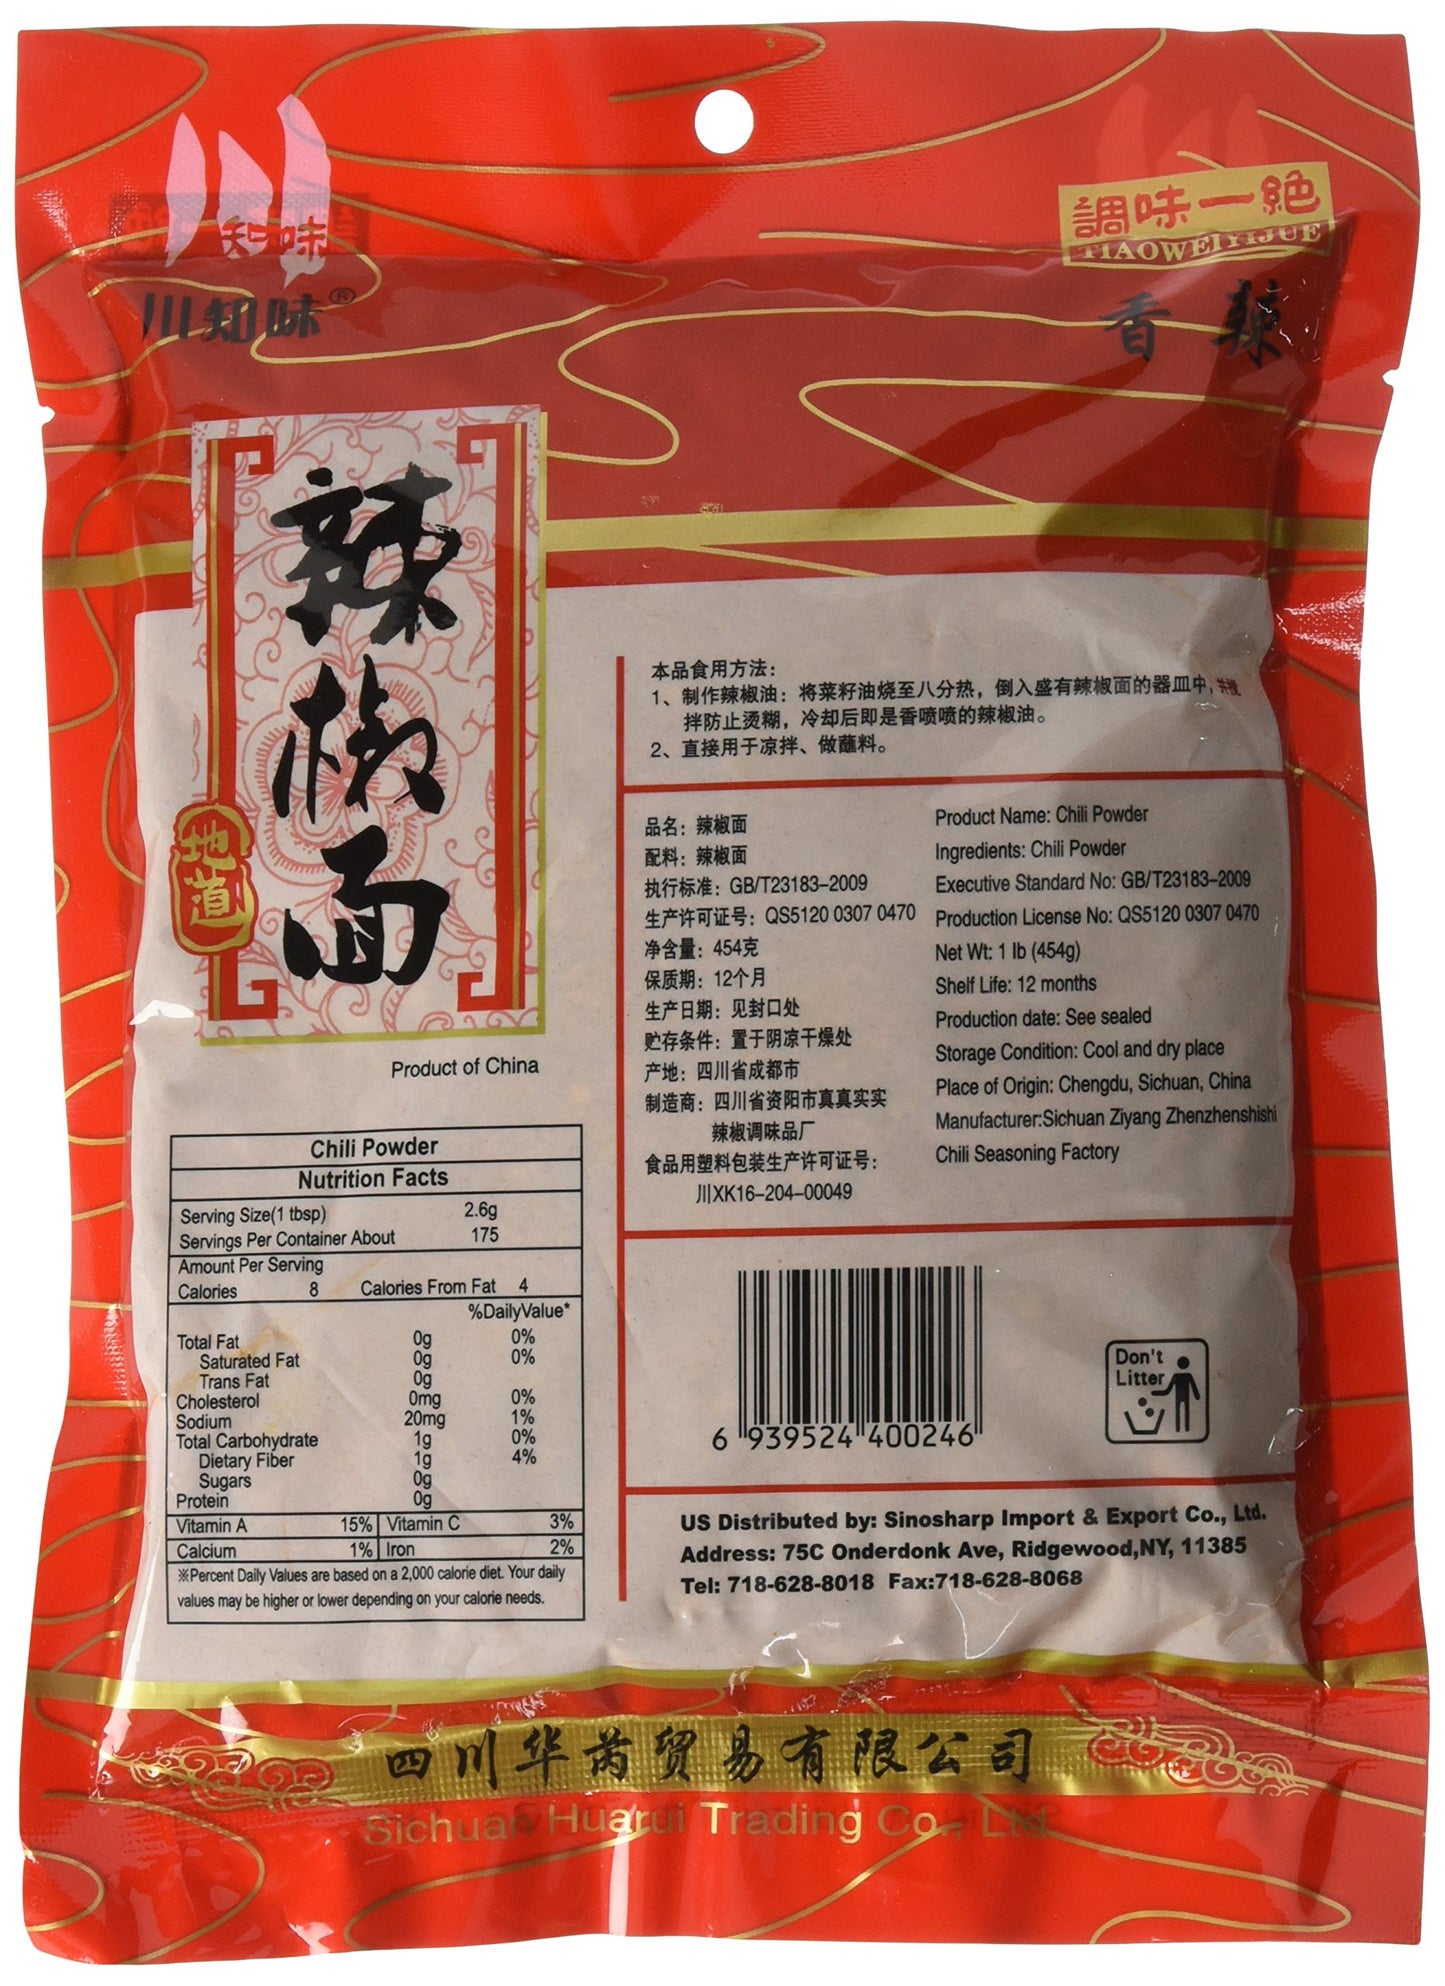 知味
川知味®
調味一絶
TIAOWEIYIJUE
香辣
辣椒面
地道
Product of China
本品食用方法：
1、制作辣椒油：将菜籽油烧至八分热，倒入盛有辣椒面的器皿中，并搅
拌防止烫糊，冷却后即是香喷喷的辣椒油。
2、直接用于凉拌、做蘸料。
品名：辣椒面
配料：辣椒面
执行标准：GB/T23183-2009
生产许可证号：QS5120 0307 0470
净含量：454克
保质期：12个月
生产日期：见封口处
贮存条件：置于阴凉干燥处
产地：四川省成都市
制造商：四川省资阳市真真实实
辣椒调味品厂
食品用塑料包装生产许可证号：
川XK16-204-00049
Product Name: Chili Powder
Ingredients: Chili Powder
Executive Standard No: GB/T23183-2009
Production License No: QS5120 0307 0470
Net Wt: 1 lb (454g)
Shelf Life: 12 months
Production date: See sealed
Storage Condition: Cool and dry place
Place of Origin: Chengdu, Sichuan, China
Manufacturer:Sichuan Ziyang Zhenzhenshishi
Chili Seasoning Factory
Chili Powder
Nutrition Facts
Serving Size(1 tbsp) 2.6g
Servings Per Container About 175
Amount Per Serving
Calories 8 Calories From Fat 4
%DailyValue*
Total Fat 0g 0%
Saturated Fat 0g 0%
Trans Fat 0g
Cholesterol 0mg 0%
Sodium 20mg 1%
Total Carbohydrate 1g 0%
Dietary Fiber 1g 4%
Sugars 0g
Protein 0g
Vitamin A 15% Vitamin C 3%
Calcium 1% Iron 2%
※Percent Daily Values are based on a 2,000 calorie diet. Your daily
values may be higher or lower depending on your calorie needs.
6 939524 400246
Don't
Litter
US Distributed by: Sinosharp Import & Export Co., Ltd.
Address: 75C Onderdonk Ave, Ridgewood,NY, 11385
Tel: 718-628-8018 Fax:718-628-8068
四川华芮贸易有限公司
Sichuan Huarui Trading Co., Ltd.